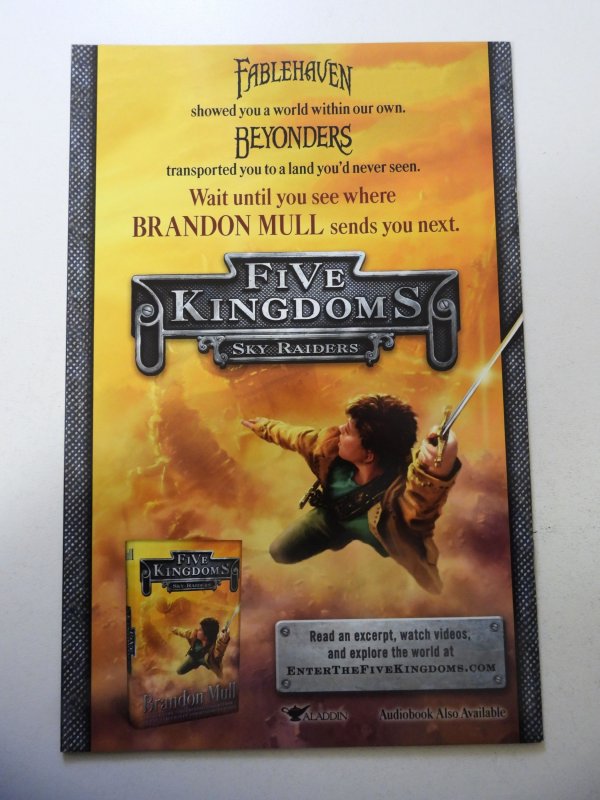 FABLEHAVEN
showed you a world within our own.
BEYONDERS
transported you to a land you'd never seen.
Wait until you see where
BRANDON MULL sends you next.
FIVE
KINGDOMS
SKY RAIDERS
FIVE
KINGDOMS
SKY RAIDERS
Brandon Mull
Read an excerpt, watch videos,
and explore the world at
ENTERTHEFIVEKINGDOMS.COM
ALADDIN
Audiobook Also Available